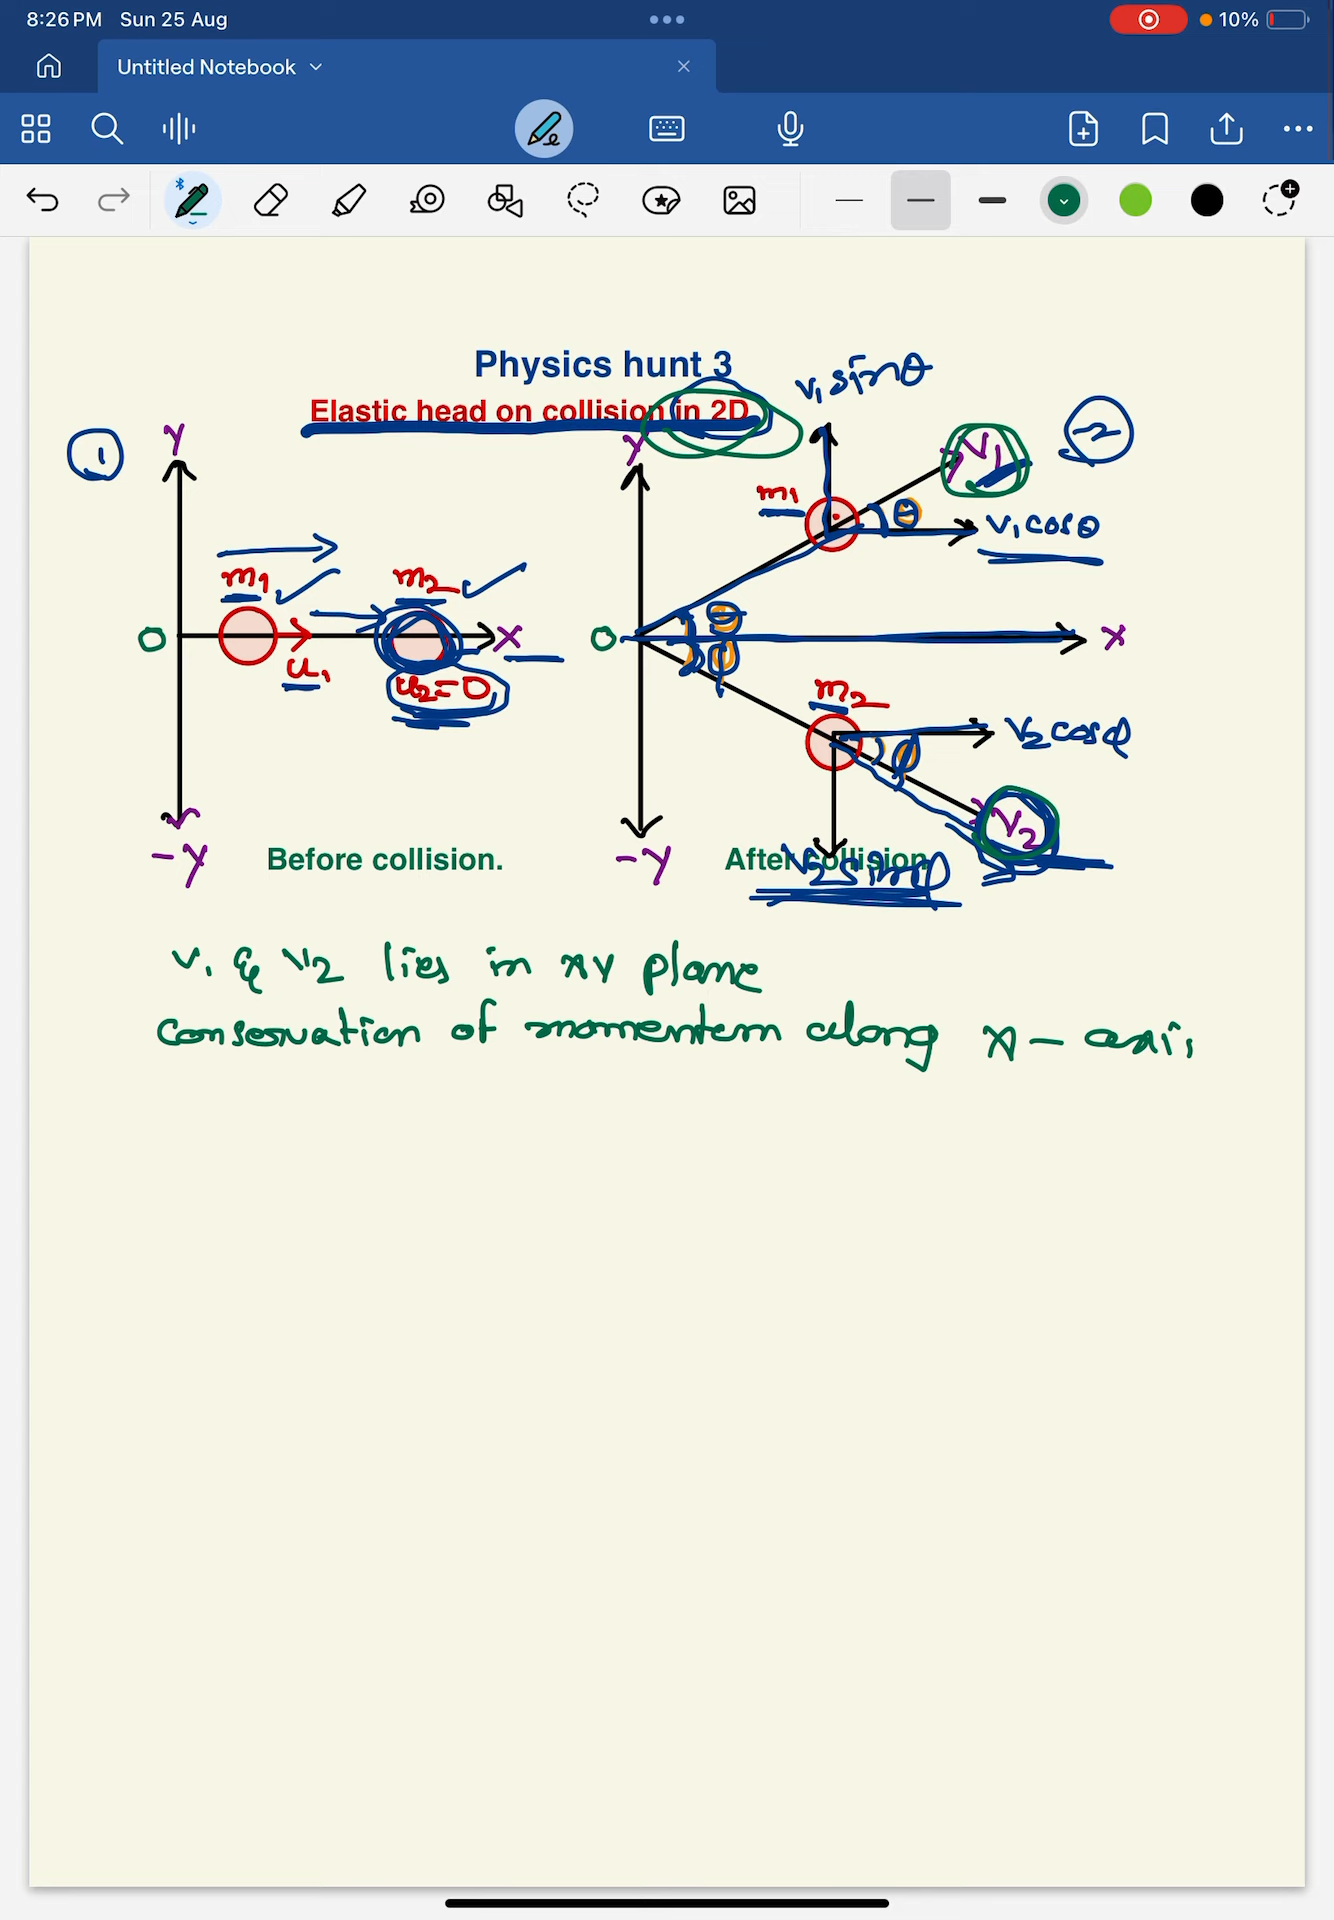 8:26 PM Sun 25 Aug
10%
Untitled Notebook
Physics hunt 3
Elastic head on collision in 2D
v₁ sinθ
1
Y
Y
v₁
2
m₁
θ
v₁ cosθ
m₁
m₂
O
x
u₁
u₂=0
O
θ
φ
x
m₂
v₂ cosφ
φ
v₂
-Y
Before collision.
-Y
After collision.
v₂ sinφ
v₁ & v₂ lies in xy plane
conservation of momentem along x - axis